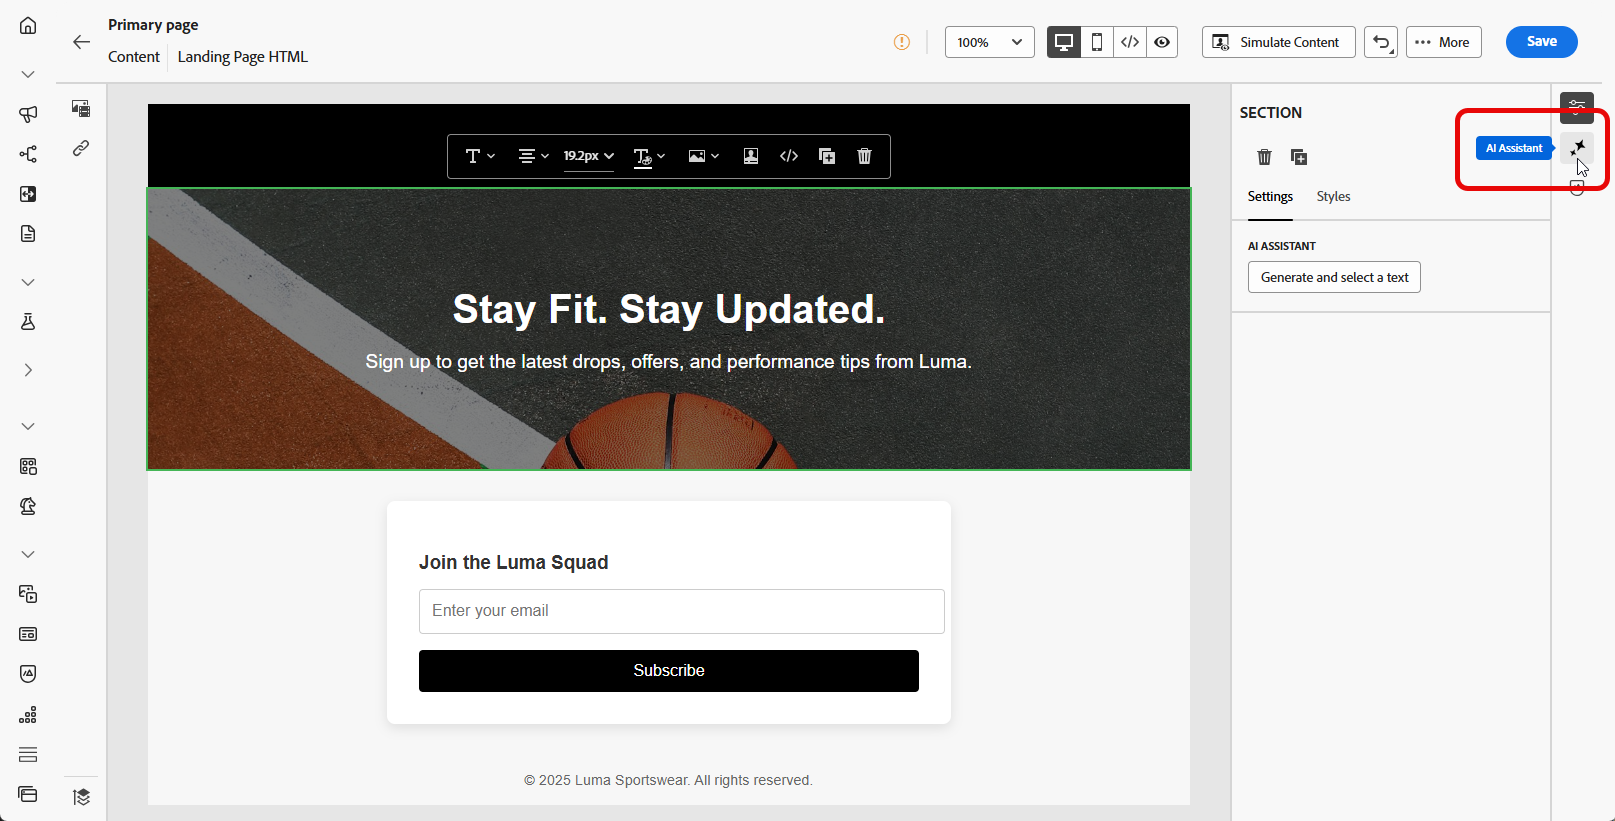 Primary page
Content
Landing Page HTML
100%
Simulate Content
More
Save
SECTION
AI Assistant
Settings
Styles
AI ASSISTANT
Generate and select a text
19.2px
Stay Fit. Stay Updated.
Sign up to get the latest drops, offers, and performance tips from Luma.
Join the Luma Squad
Enter your email
Subscribe
© 2025 Luma Sportswear. All rights reserved.